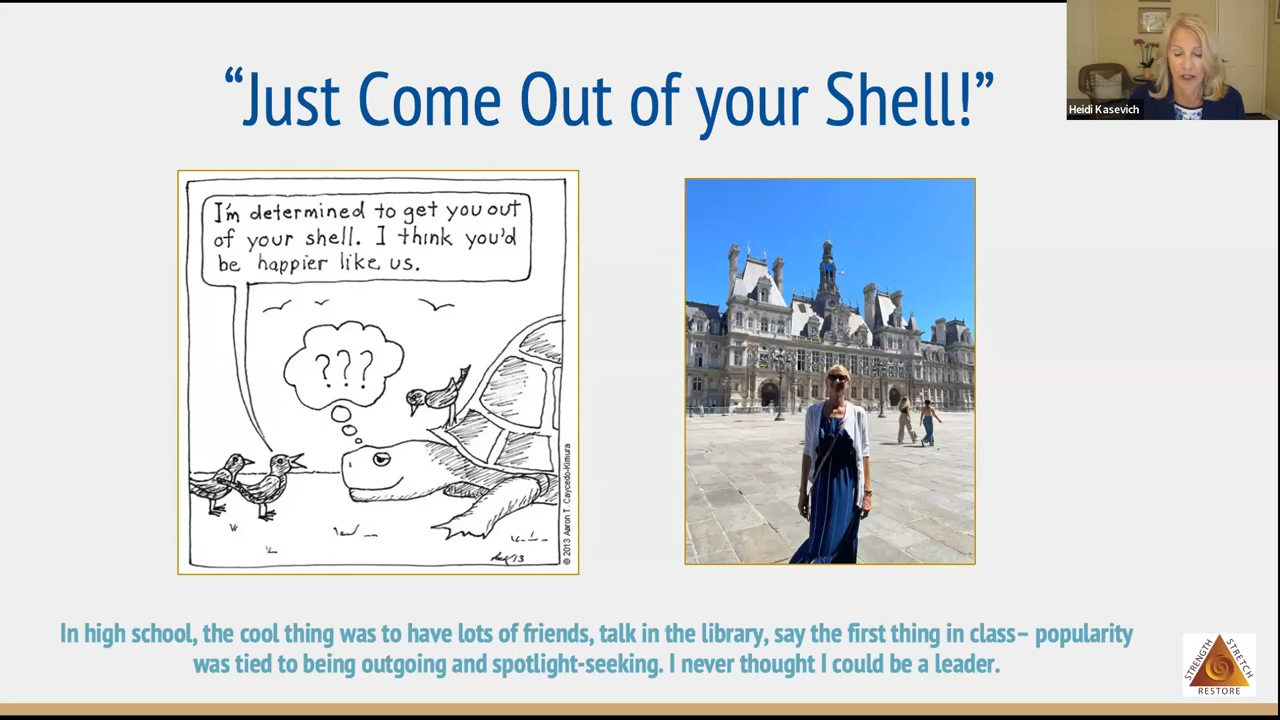 “Just Come Out of your Shell!”
Heidi Kasevich
I'm determined to get you out
of your shell. I think you'd
be happier like us.
???
© 2013 Aaron T. Caycedo-Kimura
In high school, the cool thing was to have lots of friends, talk in the library, say the first thing in class– popularity
was tied to being outgoing and spotlight-seeking. I never thought I could be a leader.
STRENGTH
STRETCH
RESTORE